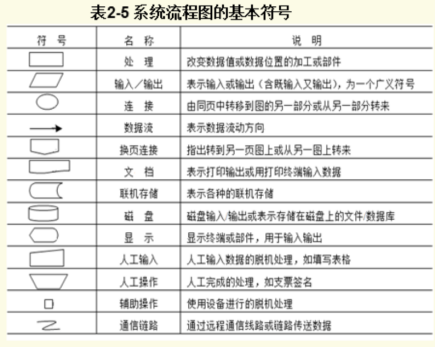 表2-5 系统流程图的基本符号
符 号 名 称 说 明
处 理 改变数据值或数据位置的加工或部件
输入／输出 表示输入或输出(含既输入又输出)，为一个广义符号
连 接 由同页中转移到图的另一部分或从另一部分转来
数据流 表示数据流动方向
换页连接 指出转到另一页图上或从另一图上转来
文 档 表示打印输出或用打印终端输入数据
联机存储 表示各种的联机存储
磁 盘 磁盘输入/输出或表示存储在磁盘上的文件/数据库
显 示 显示终端或部件，用于输入输出
人工输入 人工输入数据的脱机处理，如填写表格
人工操作 人工完成的处理，如支票签名
辅助操作 使用设备进行的脱机处理
通信链路 通过远程通信线路或链路传送数据